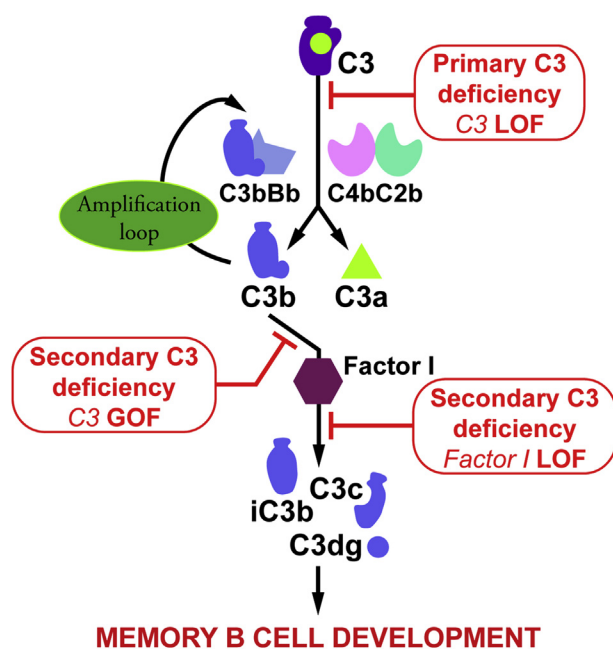 C3
Primary C3
deficiency
C3 LOF
C3bBb
C4bC2b
Amplification
loop
C3b
C3a
Secondary C3
deficiency
C3 GOF
Factor I
Secondary C3
deficiency
Factor I LOF
C3c
iC3b
C3dg
MEMORY B CELL DEVELOPMENT